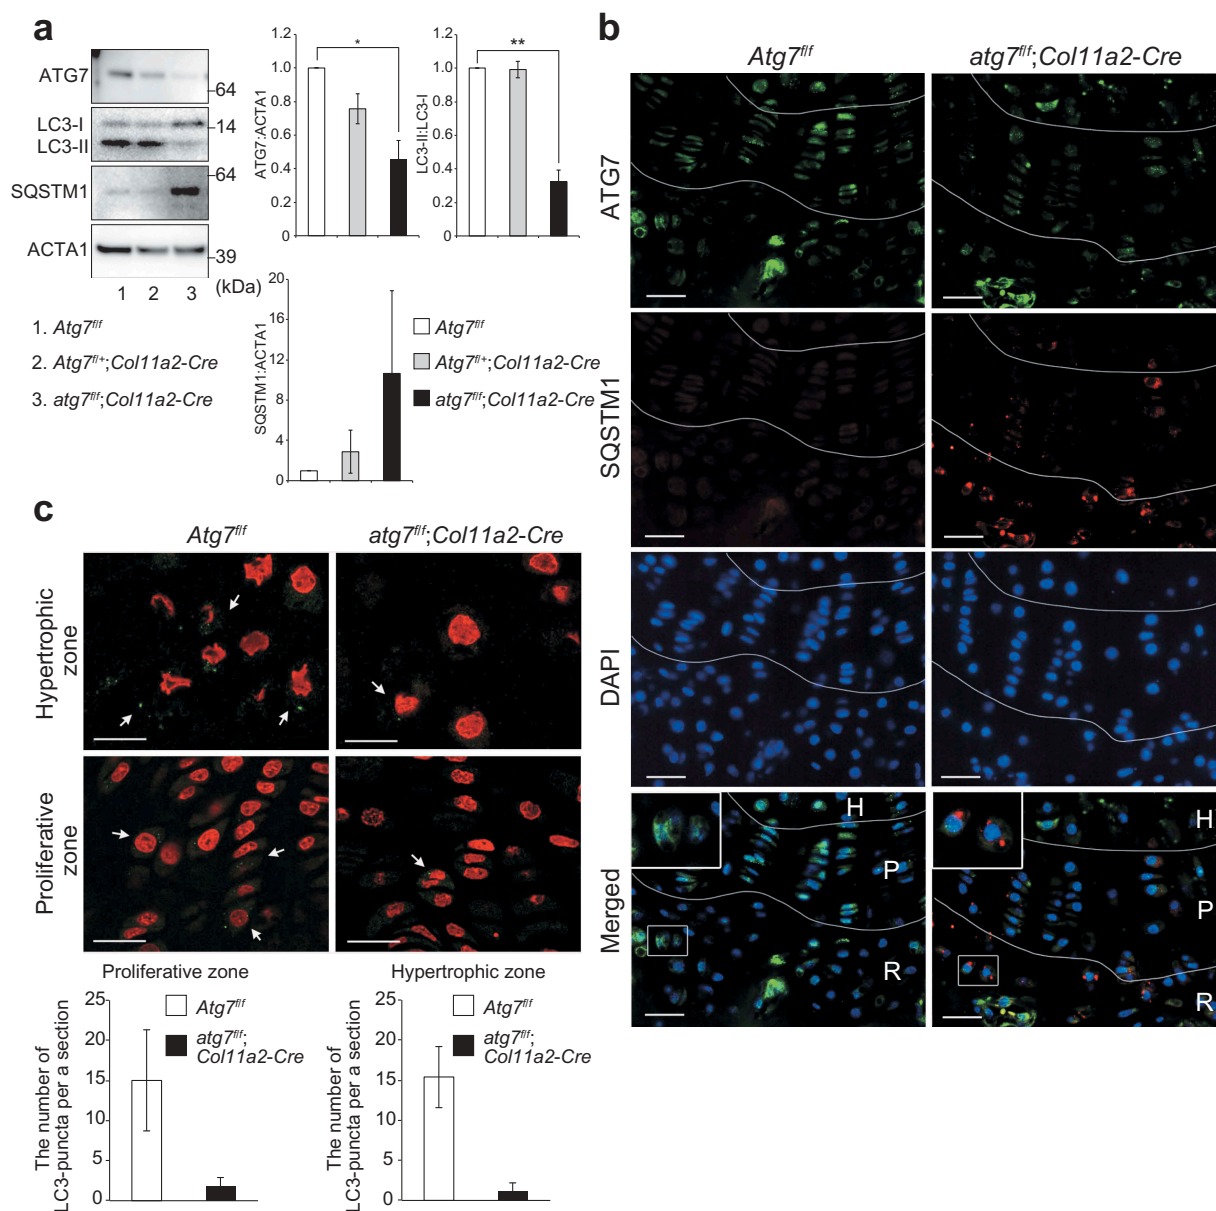 a
ATG7
64
LC3-I
14
LC3-II
64
SQSTM1
ACTA1
39
1 2 3 (kDa)
1. Atg7f/f
2. Atg7fl/+;Col11a2-Cre
3. atg7f/f;Col11a2-Cre
ATG7:ACTA1
1.2
1.0
0.8
0.6
0.4
0.2
0
*
LC3-II:LC3-I
1.2
1.0
0.8
0.6
0.4
0.2
0
**
SQSTM1:ACTA1
20
16
12
8
4
0
Atg7f/f
Atg7fl/+;Col11a2-Cre
atg7f/f;Col11a2-Cre
b
Atg7f/f
atg7f/f;Col11a2-Cre
ATG7
SQSTM1
DAPI
Merged
H
P
R
H
P
R
c
Atg7f/f
atg7f/f;Col11a2-Cre
Hypertrophic
zone
Proliferative
zone
Proliferative zone
The number of
LC3-puncta per a section
25
20
15
10
5
0
Atg7f/f
atg7f/f;
Col11a2-Cre
Hypertrophic zone
The number of
LC3-puncta per a section
25
20
15
10
5
0
Atg7f/f
atg7f/f;
Col11a2-Cre